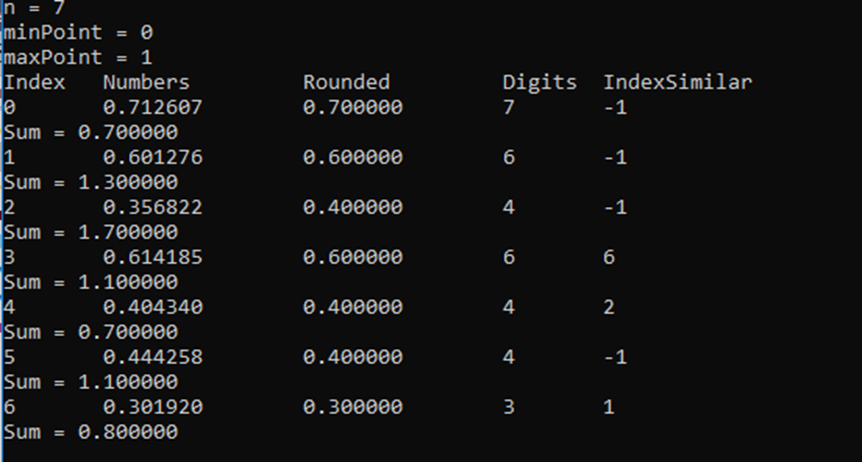 n = 7
minPoint = 0
maxPoint = 1
Index Numbers Rounded Digits IndexSimilar
0 0.712607 0.700000 7 -1
Sum = 0.700000
1 0.601276 0.600000 6 -1
Sum = 1.300000
2 0.356822 0.400000 4 -1
Sum = 1.700000
3 0.614185 0.600000 6 6
Sum = 1.100000
4 0.404340 0.400000 4 2
Sum = 0.700000
5 0.444258 0.400000 4 -1
Sum = 1.100000
6 0.301920 0.300000 3 1
Sum = 0.800000